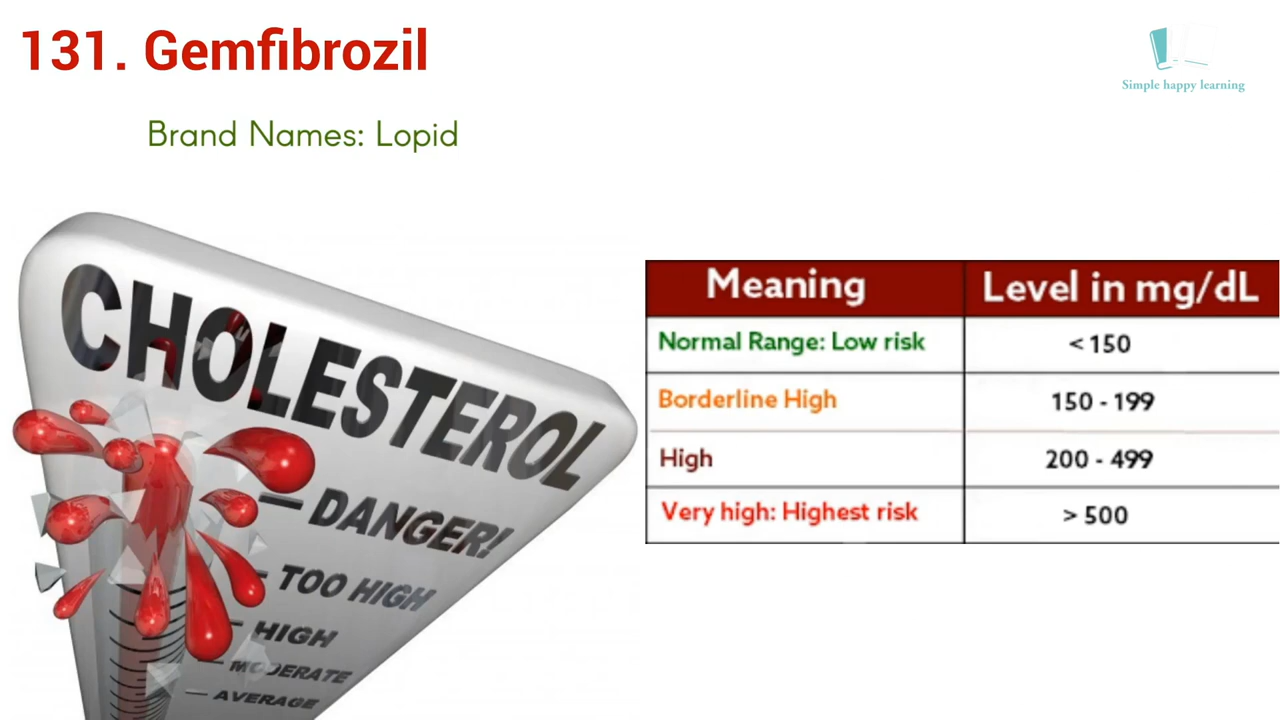 131. Gemfibrozil
Simple happy learning
Brand Names: Lopid
CHOLESTEROL
DANGER!
TOO HIGH
HIGH
MODERATE
AVERAGE
Meaning Level in mg/dL
Normal Range: Low risk < 150
Borderline High 150 - 199
High 200 - 499
Very high: Highest risk > 500